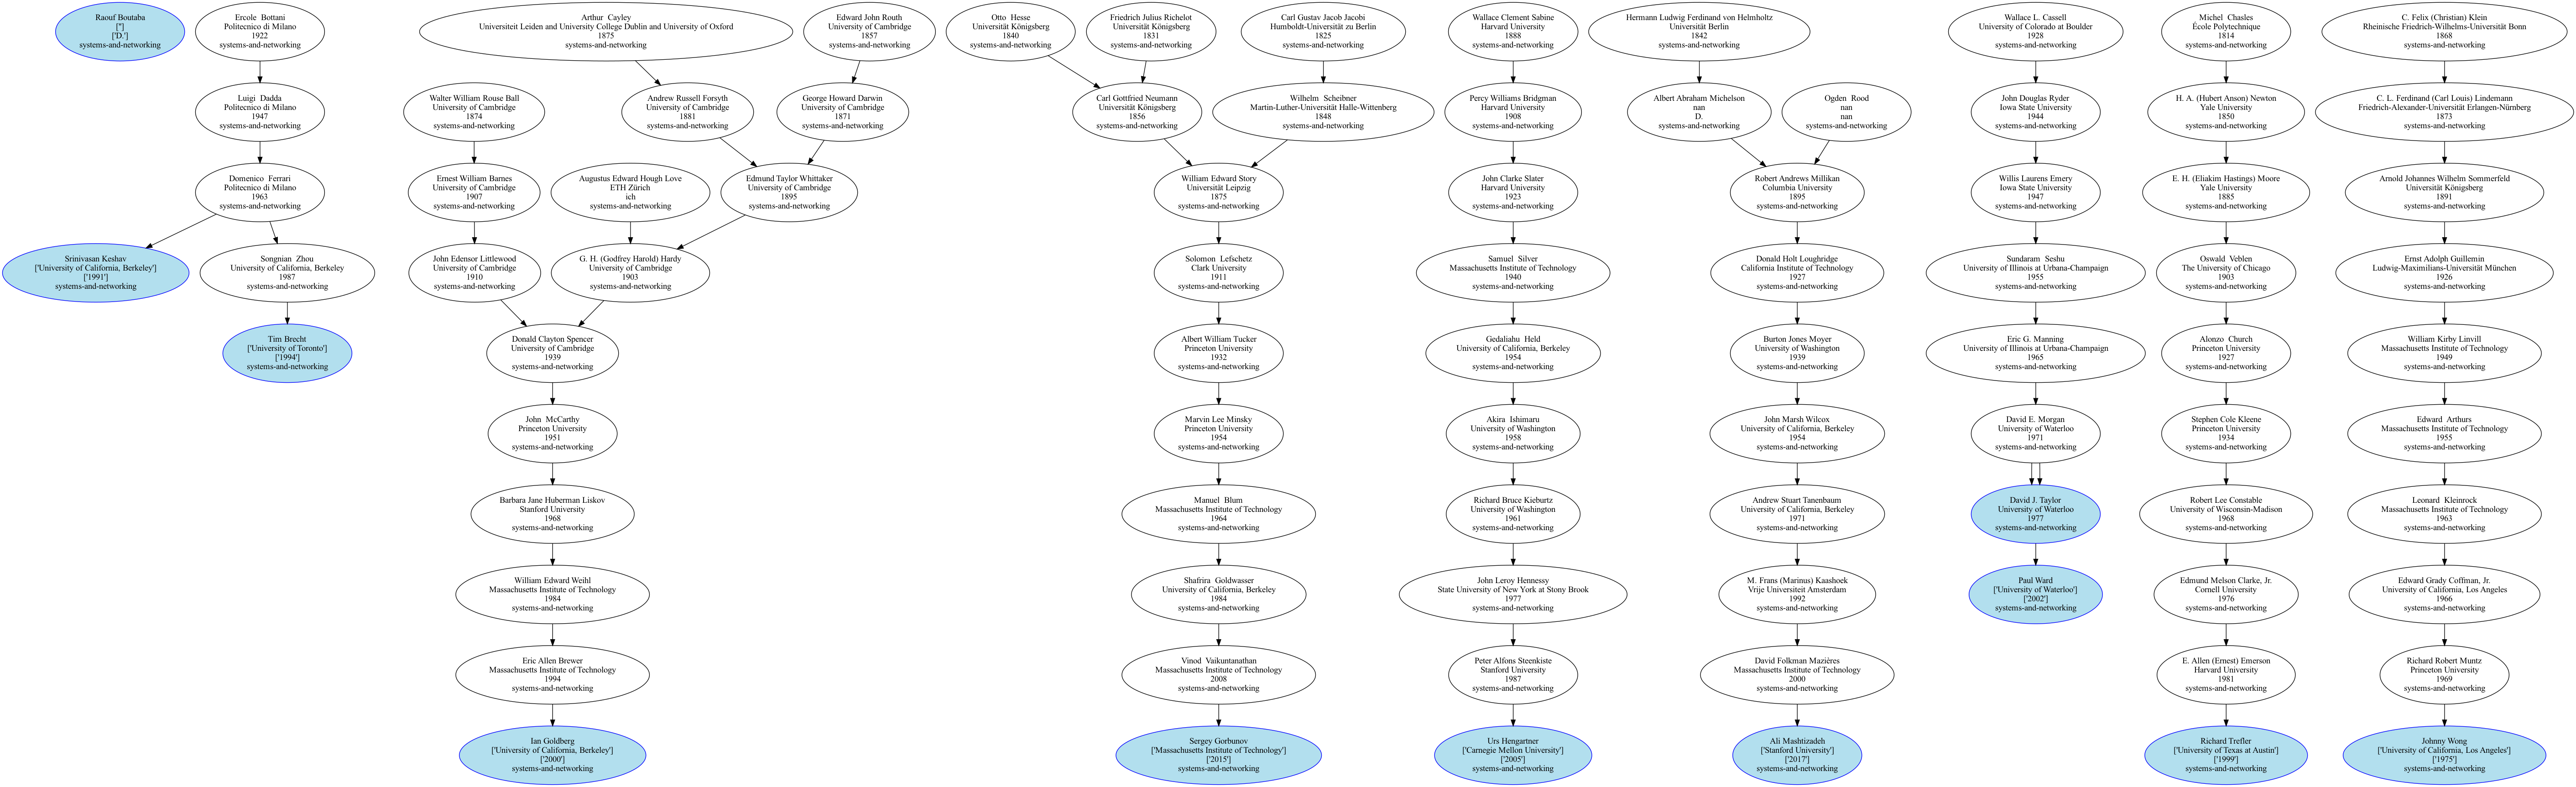 Raouf Boutaba
['']
['D.']
systems-and-networking
Ercole  Bottani
Politecnico di Milano
1922
systems-and-networking
Arthur  Cayley
Universiteit Leiden and University College Dublin and University of Oxford
1875
systems-and-networking
Edward John Routh
University of Cambridge
1857
systems-and-networking
Otto  Hesse
Universität Königsberg
1840
systems-and-networking
Friedrich Julius Richelot
Universität Königsberg
1831
systems-and-networking
Carl Gustav Jacob Jacobi
Humboldt-Universität zu Berlin
1825
systems-and-networking
Wallace Clement Sabine
Harvard University
1888
systems-and-networking
Hermann Ludwig Ferdinand von Helmholtz
Universität Berlin
1842
systems-and-networking
Wallace L. Cassell
University of Colorado at Boulder
1928
systems-and-networking
Michel  Chasles
École Polytechnique
1814
systems-and-networking
C. Felix (Christian) Klein
Rheinische Friedrich-Wilhelms-Universität Bonn
1868
systems-and-networking
Luigi  Dadda
Politecnico di Milano
1947
systems-and-networking
Walter William Rouse Ball
University of Cambridge
1874
systems-and-networking
Andrew Russell Forsyth
University of Cambridge
1881
systems-and-networking
George Howard Darwin
University of Cambridge
1871
systems-and-networking
Carl Gottfried Neumann
Universität Königsberg
1856
systems-and-networking
Wilhelm  Scheibner
Martin-Luther-Universität Halle-Wittenberg
1848
systems-and-networking
Percy Williams Bridgman
Harvard University
1908
systems-and-networking
Albert Abraham Michelson
nan
D.
systems-and-networking
Ogden  Rood
nan
nan
systems-and-networking
John Douglas Ryder
Iowa State University
1944
systems-and-networking
H. A. (Hubert Anson) Newton
Yale University
1850
systems-and-networking
C. L. Ferdinand (Carl Louis) Lindemann
Friedrich-Alexander-Universität Erlangen-Nürnberg
1873
systems-and-networking
Domenico  Ferrari
Politecnico di Milano
1963
systems-and-networking
Ernest William Barnes
University of Cambridge
1907
systems-and-networking
Augustus Edward Hough Love
ETH Zürich
ich
systems-and-networking
Edmund Taylor Whittaker
University of Cambridge
1895
systems-and-networking
William Edward Story
Universität Leipzig
1875
systems-and-networking
John Clarke Slater
Harvard University
1923
systems-and-networking
Robert Andrews Millikan
Columbia University
1895
systems-and-networking
Willis Laurens Emery
Iowa State University
1947
systems-and-networking
E. H. (Eliakim Hastings) Moore
Yale University
1885
systems-and-networking
Arnold Johannes Wilhelm Sommerfeld
Universität Königsberg
1891
systems-and-networking
Srinivasan Keshav
['University of California, Berkeley']
['1991']
systems-and-networking
Songnian  Zhou
University of California, Berkeley
1987
systems-and-networking
John Edensor Littlewood
University of Cambridge
1910
systems-and-networking
G. H. (Godfrey Harold) Hardy
University of Cambridge
1903
systems-and-networking
Solomon  Lefschetz
Clark University
1911
systems-and-networking
Samuel  Silver
Massachusetts Institute of Technology
1940
systems-and-networking
Donald Holt Loughridge
California Institute of Technology
1927
systems-and-networking
Sundaram  Seshu
University of Illinois at Urbana-Champaign
1955
systems-and-networking
Oswald  Veblen
The University of Chicago
1903
systems-and-networking
Ernst Adolph Guillemin
Ludwig-Maximilians-Universität München
1926
systems-and-networking
Tim Brecht
['University of Toronto']
['1994']
systems-and-networking
Donald Clayton Spencer
University of Cambridge
1939
systems-and-networking
Albert William Tucker
Princeton University
1932
systems-and-networking
Gedaliahu  Held
University of California, Berkeley
1954
systems-and-networking
Burton Jones Moyer
University of Washington
1939
systems-and-networking
Eric G. Manning
University of Illinois at Urbana-Champaign
1965
systems-and-networking
Alonzo  Church
Princeton University
1927
systems-and-networking
William Kirby Linvill
Massachusetts Institute of Technology
1949
systems-and-networking
John  McCarthy
Princeton University
1951
systems-and-networking
Marvin Lee Minsky
Princeton University
1954
systems-and-networking
Akira  Ishimaru
University of Washington
1958
systems-and-networking
John Marsh Wilcox
University of California, Berkeley
1954
systems-and-networking
David E. Morgan
University of Waterloo
1971
systems-and-networking
Stephen Cole Kleene
Princeton University
1934
systems-and-networking
Edward  Arthurs
Massachusetts Institute of Technology
1955
systems-and-networking
Barbara Jane Huberman Liskov
Stanford University
1968
systems-and-networking
Manuel  Blum
Massachusetts Institute of Technology
1964
systems-and-networking
Richard Bruce Kieburtz
University of Washington
1961
systems-and-networking
Andrew Stuart Tanenbaum
University of California, Berkeley
1971
systems-and-networking
David J. Taylor
University of Waterloo
1977
systems-and-networking
Robert Lee Constable
University of Wisconsin-Madison
1968
systems-and-networking
Leonard  Kleinrock
Massachusetts Institute of Technology
1963
systems-and-networking
William Edward Weihl
Massachusetts Institute of Technology
1984
systems-and-networking
Shafrira  Goldwasser
University of California, Berkeley
1984
systems-and-networking
John Leroy Hennessy
State University of New York at Stony Brook
1977
systems-and-networking
M. Frans (Marinus) Kaashoek
Vrije Universiteit Amsterdam
1992
systems-and-networking
Paul Ward
['University of Waterloo']
['2002']
systems-and-networking
Edmund Melson Clarke, Jr.
Cornell University
1976
systems-and-networking
Edward Grady Coffman, Jr.
University of California, Los Angeles
1966
systems-and-networking
Eric Allen Brewer
Massachusetts Institute of Technology
1994
systems-and-networking
Vinod  Vaikuntanathan
Massachusetts Institute of Technology
2008
systems-and-networking
Peter Alfons Steenkiste
Stanford University
1987
systems-and-networking
David Folkman Mazières
Massachusetts Institute of Technology
2000
systems-and-networking
E. Allen (Ernest) Emerson
Harvard University
1981
systems-and-networking
Richard Robert Muntz
Princeton University
1969
systems-and-networking
Ian Goldberg
['University of California, Berkeley']
['2000']
systems-and-networking
Sergey Gorbunov
['Massachusetts Institute of Technology']
['2015']
systems-and-networking
Urs Hengartner
['Carnegie Mellon University']
['2005']
systems-and-networking
Ali Mashtizadeh
['Stanford University']
['2017']
systems-and-networking
Richard Trefler
['University of Texas at Austin']
['1999']
systems-and-networking
Johnny Wong
['University of California, Los Angeles']
['1975']
systems-and-networking